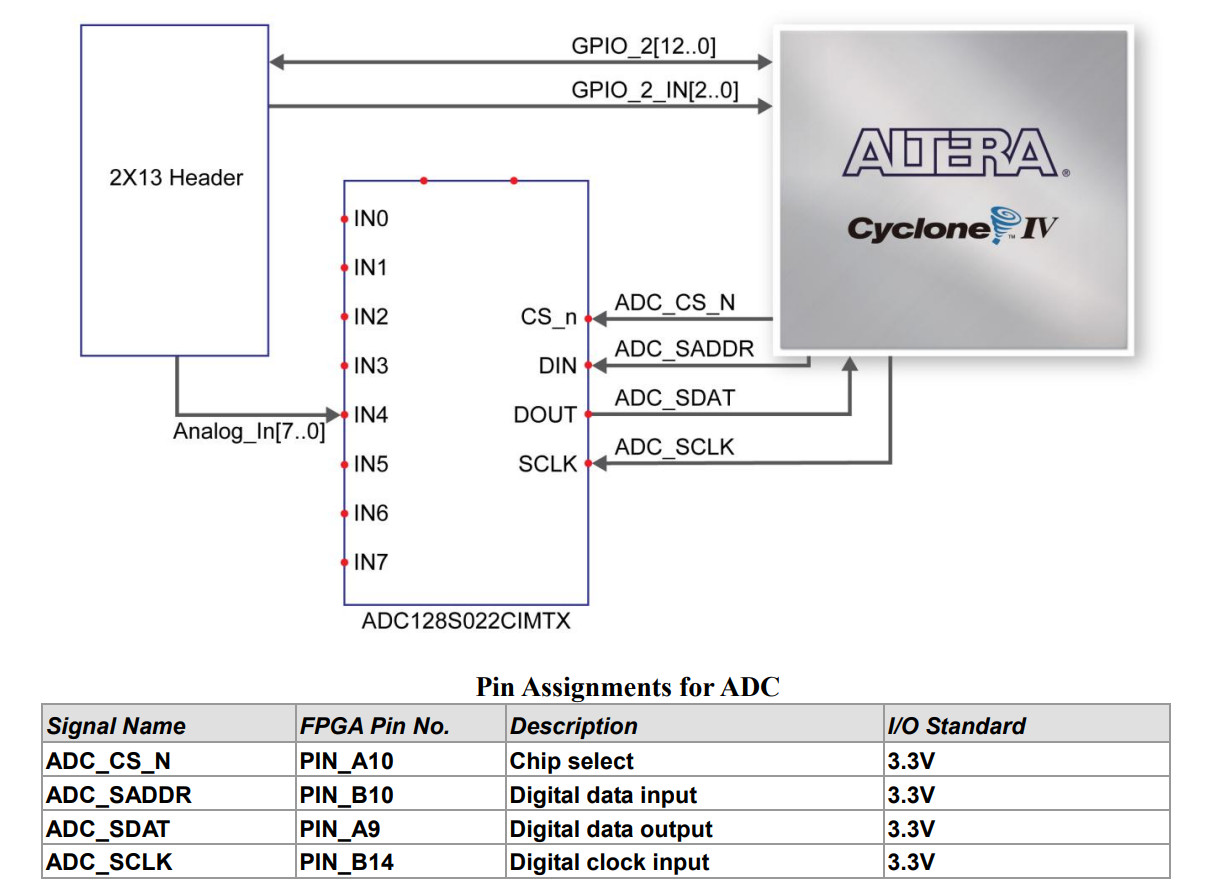 GPIO_2[12..0]
GPIO_2_IN[2..0]
2X13 Header
ALTERA®
Cyclone™ IV
IN0
IN1
IN2
IN3
IN4
IN5
IN6
IN7
Analog_In[7..0]
CS_n
DIN
DOUT
SCLK
ADC_CS_N
ADC_SADDR
ADC_SDAT
ADC_SCLK
ADC128S022CIMTX
Pin Assignments for ADC
Signal Name FPGA Pin No. Description I/O Standard
ADC_CS_N PIN_A10 Chip select 3.3V
ADC_SADDR PIN_B10 Digital data input 3.3V
ADC_SDAT PIN_A9 Digital data output 3.3V
ADC_SCLK PIN_B14 Digital clock input 3.3V